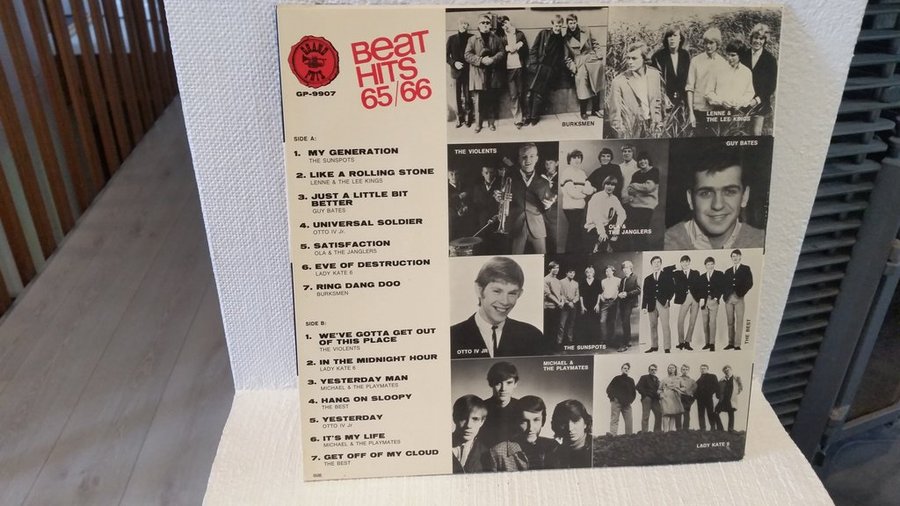 GRAND
PRIX
GP-9907
Beat
HITS
65/66
SIDE A:
1. MY GENERATION
THE SUNSPOTS
2. LIKE A ROLLING STONE
LENNE & THE LEE KINGS
3. JUST A LITTLE BIT
BETTER
GUY BATES
4. UNIVERSAL SOLDIER
OTTO IV Jr.
5. SATISFACTION
OLA & THE JANGLERS
6. EVE OF DESTRUCTION
LADY KATE 6
7. RING DANG DOO
BURKSMEN
SIDE B:
1. WE'VE GOTTA GET OUT
OF THIS PLACE
THE VIOLENTS
2. IN THE MIDNIGHT HOUR
LADY KATE 6
3. YESTERDAY MAN
MICHAEL & THE PLAYMATES
4. HANG ON SLOOPY
THE BEST
5. YESTERDAY
OTTO IV Jr
6. IT'S MY LIFE
MICHAEL & THE PLAYMATES
7. GET OFF OF MY CLOUD
THE BEST
BURKSMEN
LENNE &
THE LEE KINGS
THE VIOLENTS
OLA &
THE JANGLERS
GUY BATES
OTTO IV JR
THE SUNSPOTS
THE BEST
MICHAEL &
THE PLAYMATES
LADY KATE 6